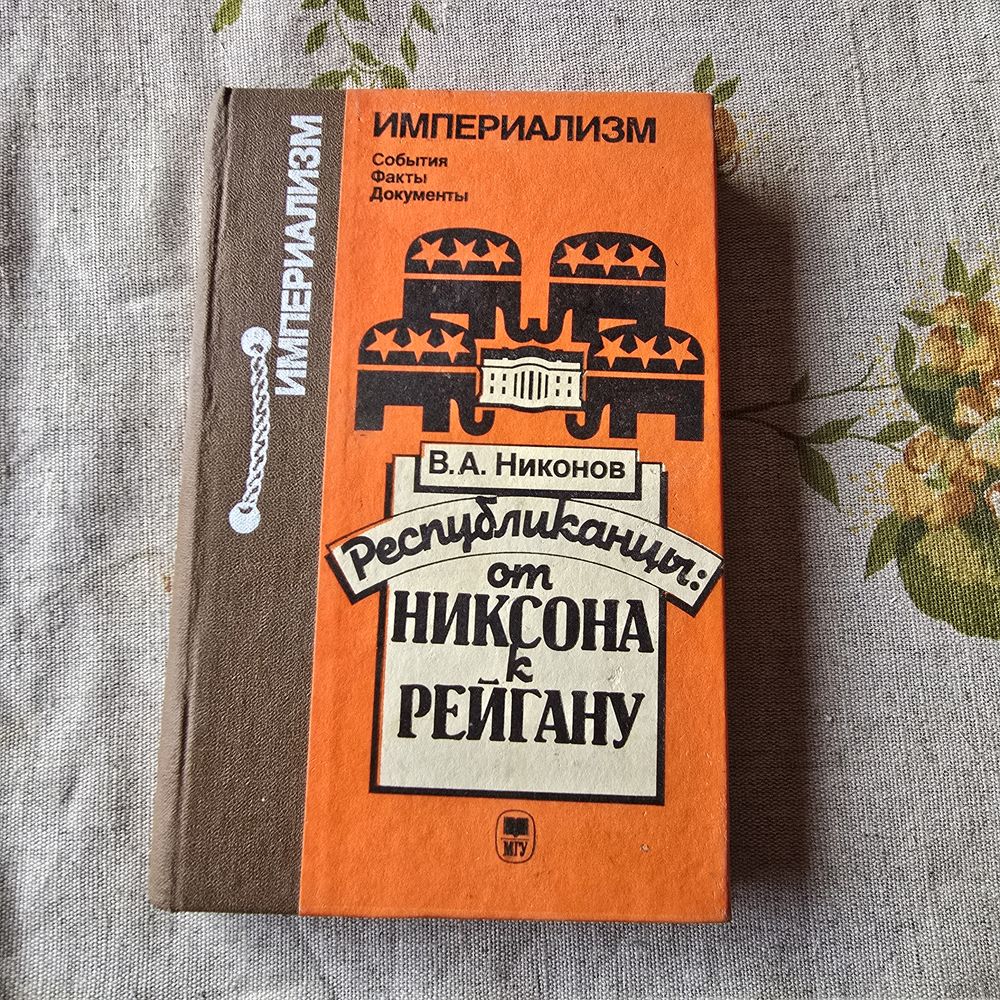 ИМПЕРИАЛИЗМ
ИМПЕРИАЛИЗМ
События
Факты
Документы
В. А. Никонов
Республиканцы:
от
НИКСОНА
к
РЕЙГАНУ
МГУ